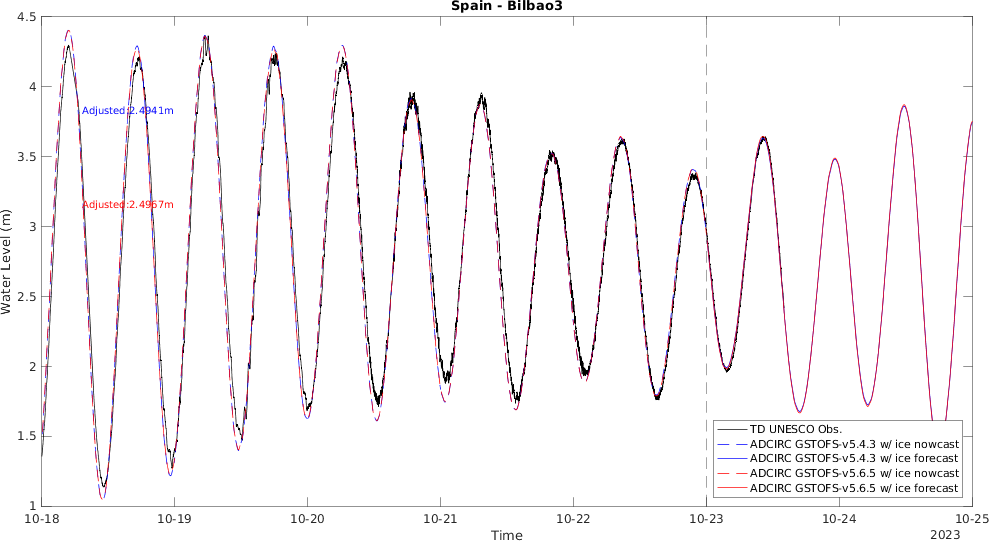 Spain - Bilbao3
4.5
4
3.5
3
2.5
2
1.5
1
Water Level (m)
Adjusted:2.4941m
Adjusted:2.4967m
TD UNESCO Obs.
ADCIRC GSTOFS-v5.4.3 w/ ice nowcast
ADCIRC GSTOFS-v5.4.3 w/ ice forecast
ADCIRC GSTOFS-v5.6.5 w/ ice nowcast
ADCIRC GSTOFS-v5.6.5 w/ ice forecast
10-18 10-19 10-20 10-21 10-22 10-23 10-24 10-25
Time
2023